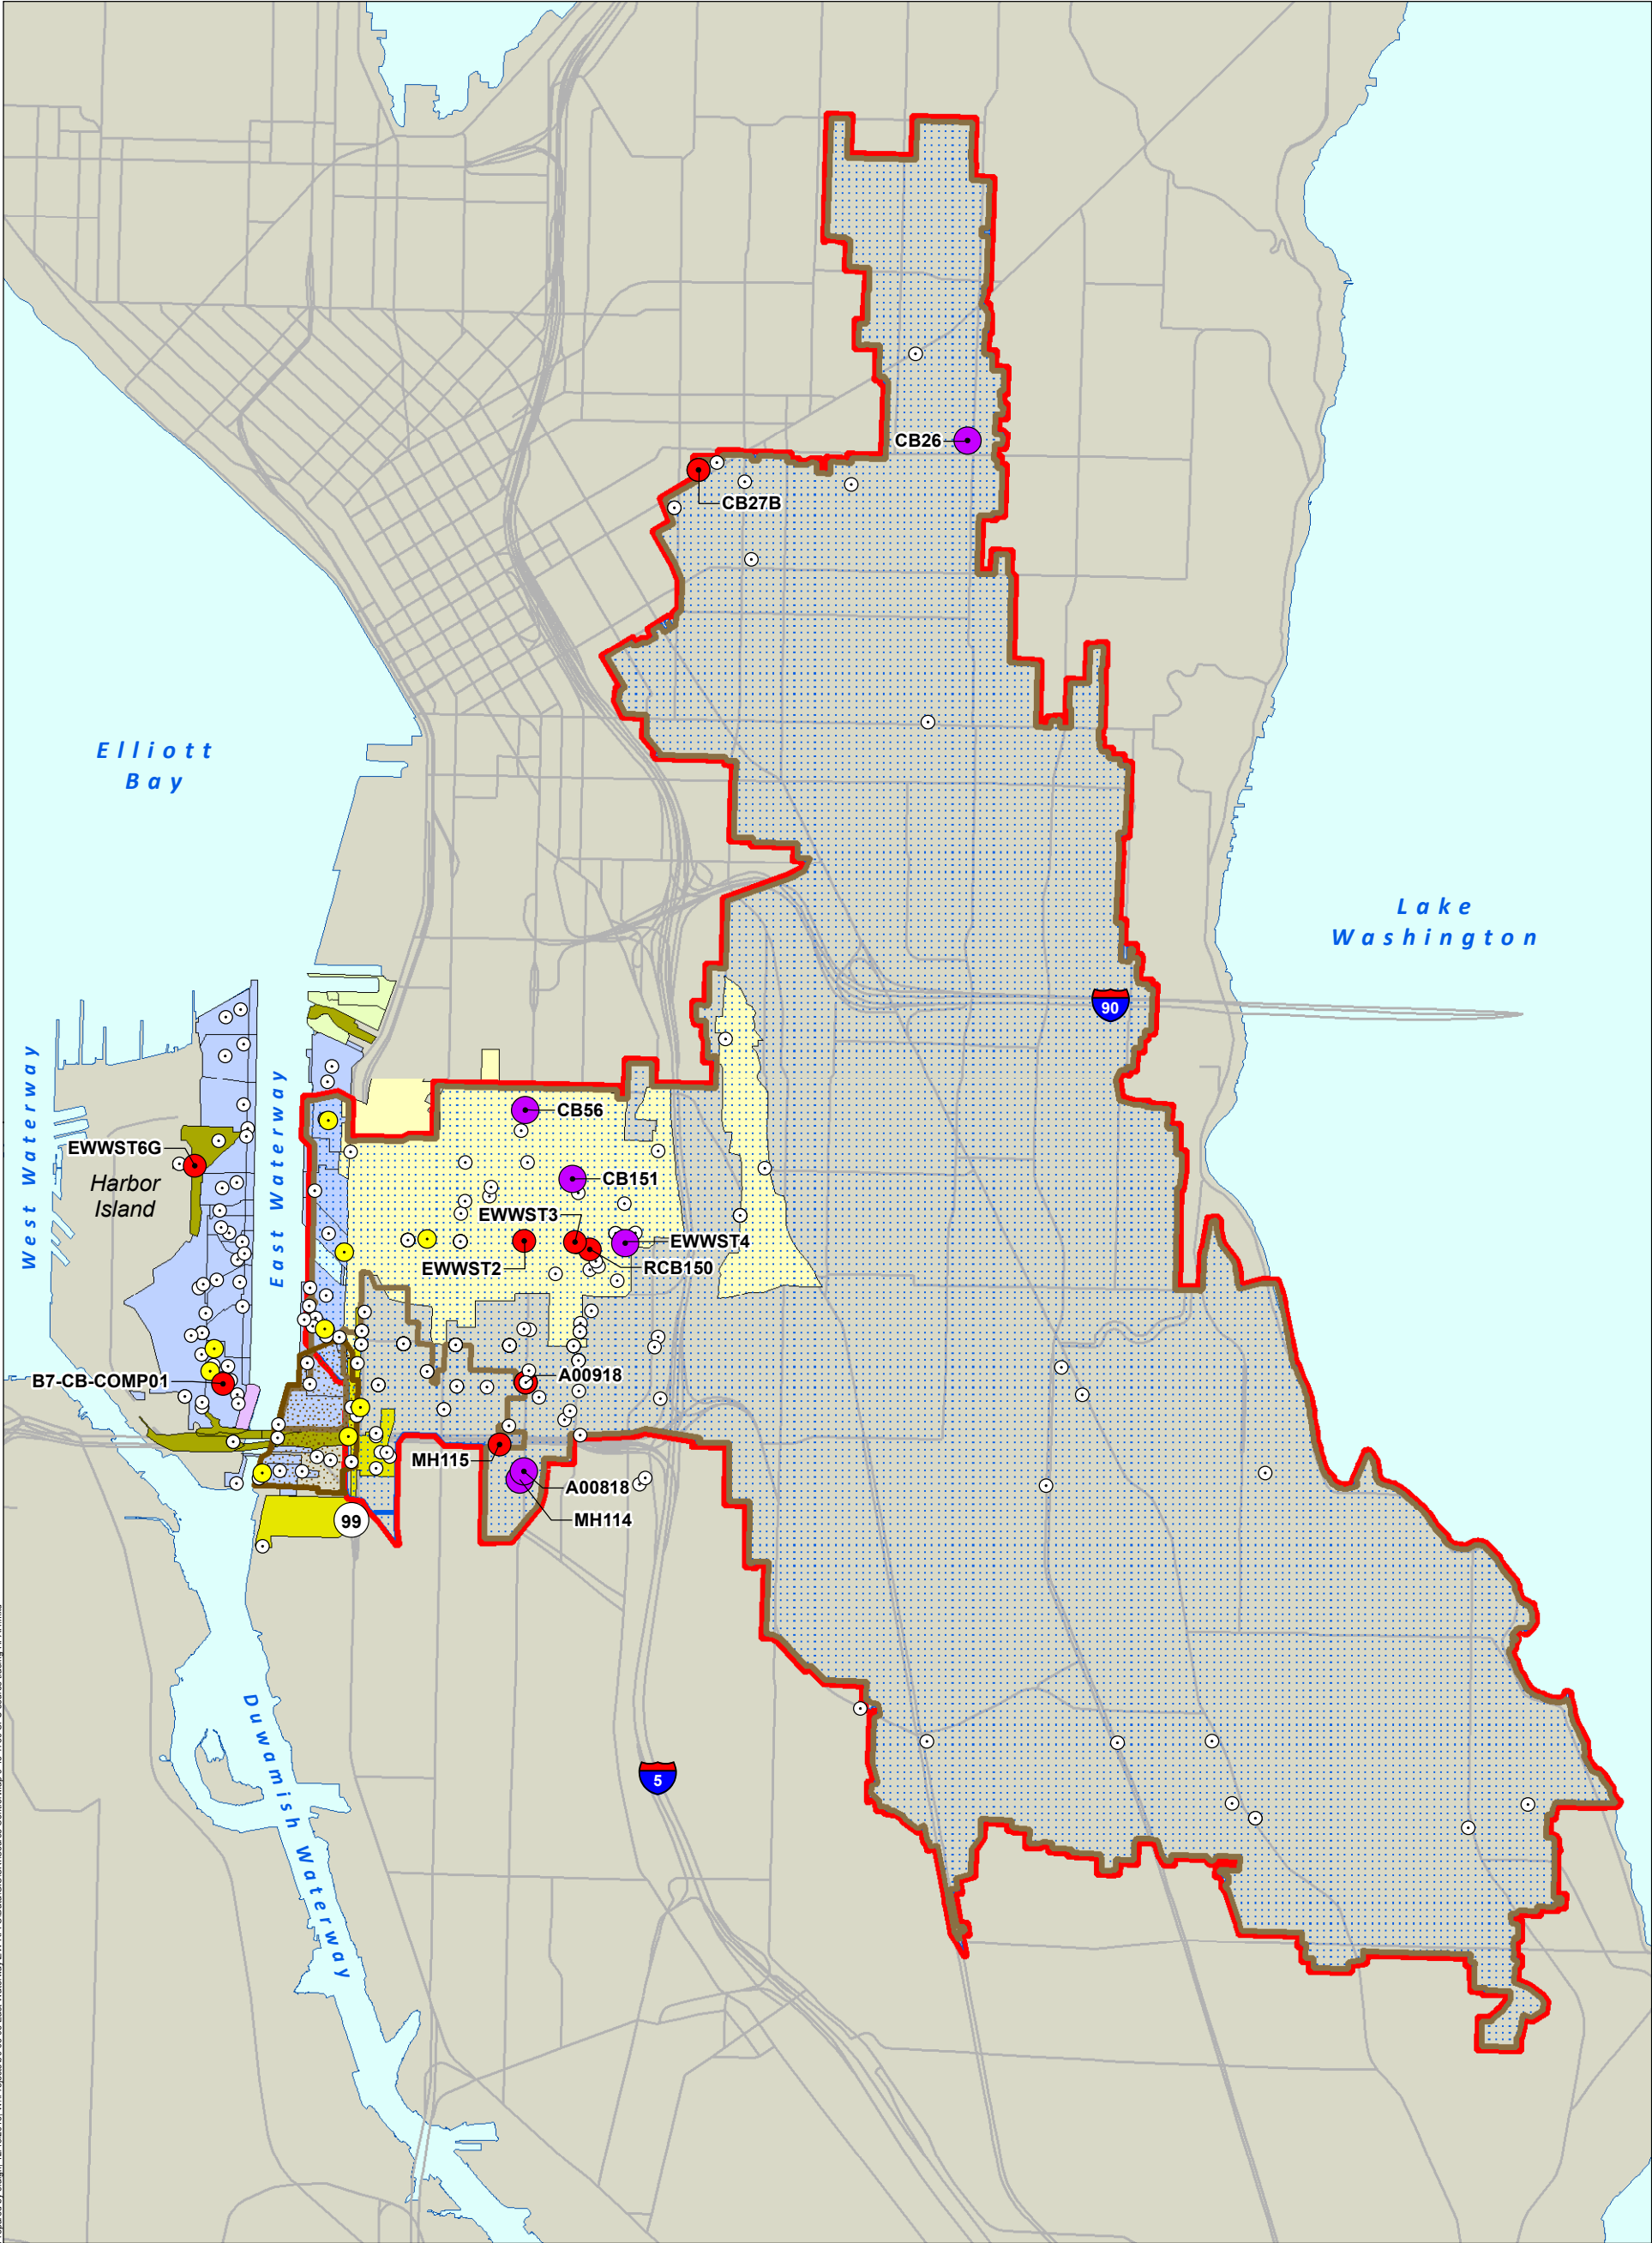 CB26
CB27B
Elliott
Bay
Lake
Washington
90
West Waterway
East Waterway
CB56
EWWST6G
Harbor
Island
CB151
EWWST3
EWWST4
EWWST2
RCB150
B7-CB-COMP01
A00918
MH115
A00818
MH114
99
Duwamish Waterway
5